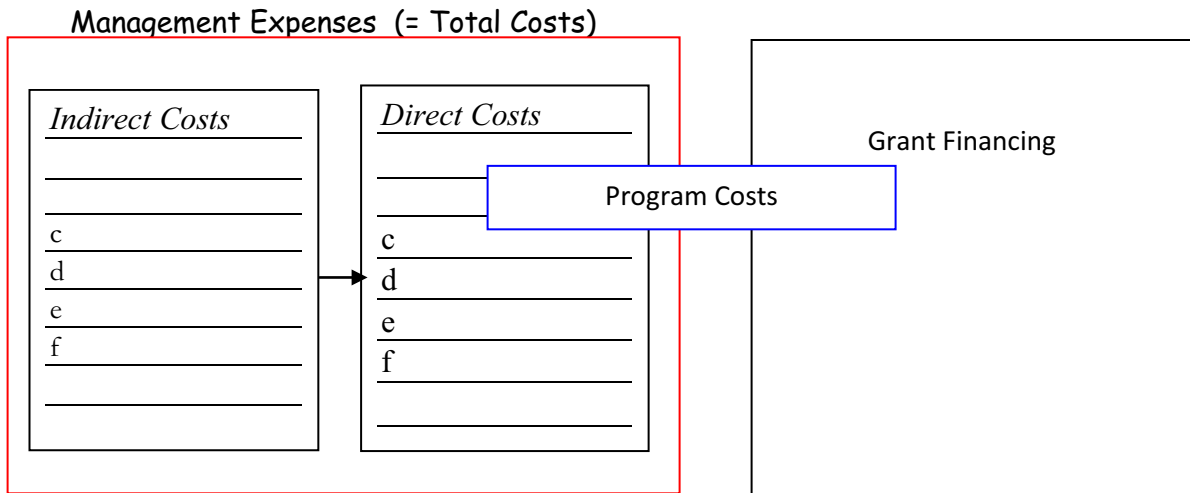 Management Expenses (= Total Costs)
Indirect Costs
c
d
e
f
Direct Costs
c
d
e
f
Program Costs
Grant Financing